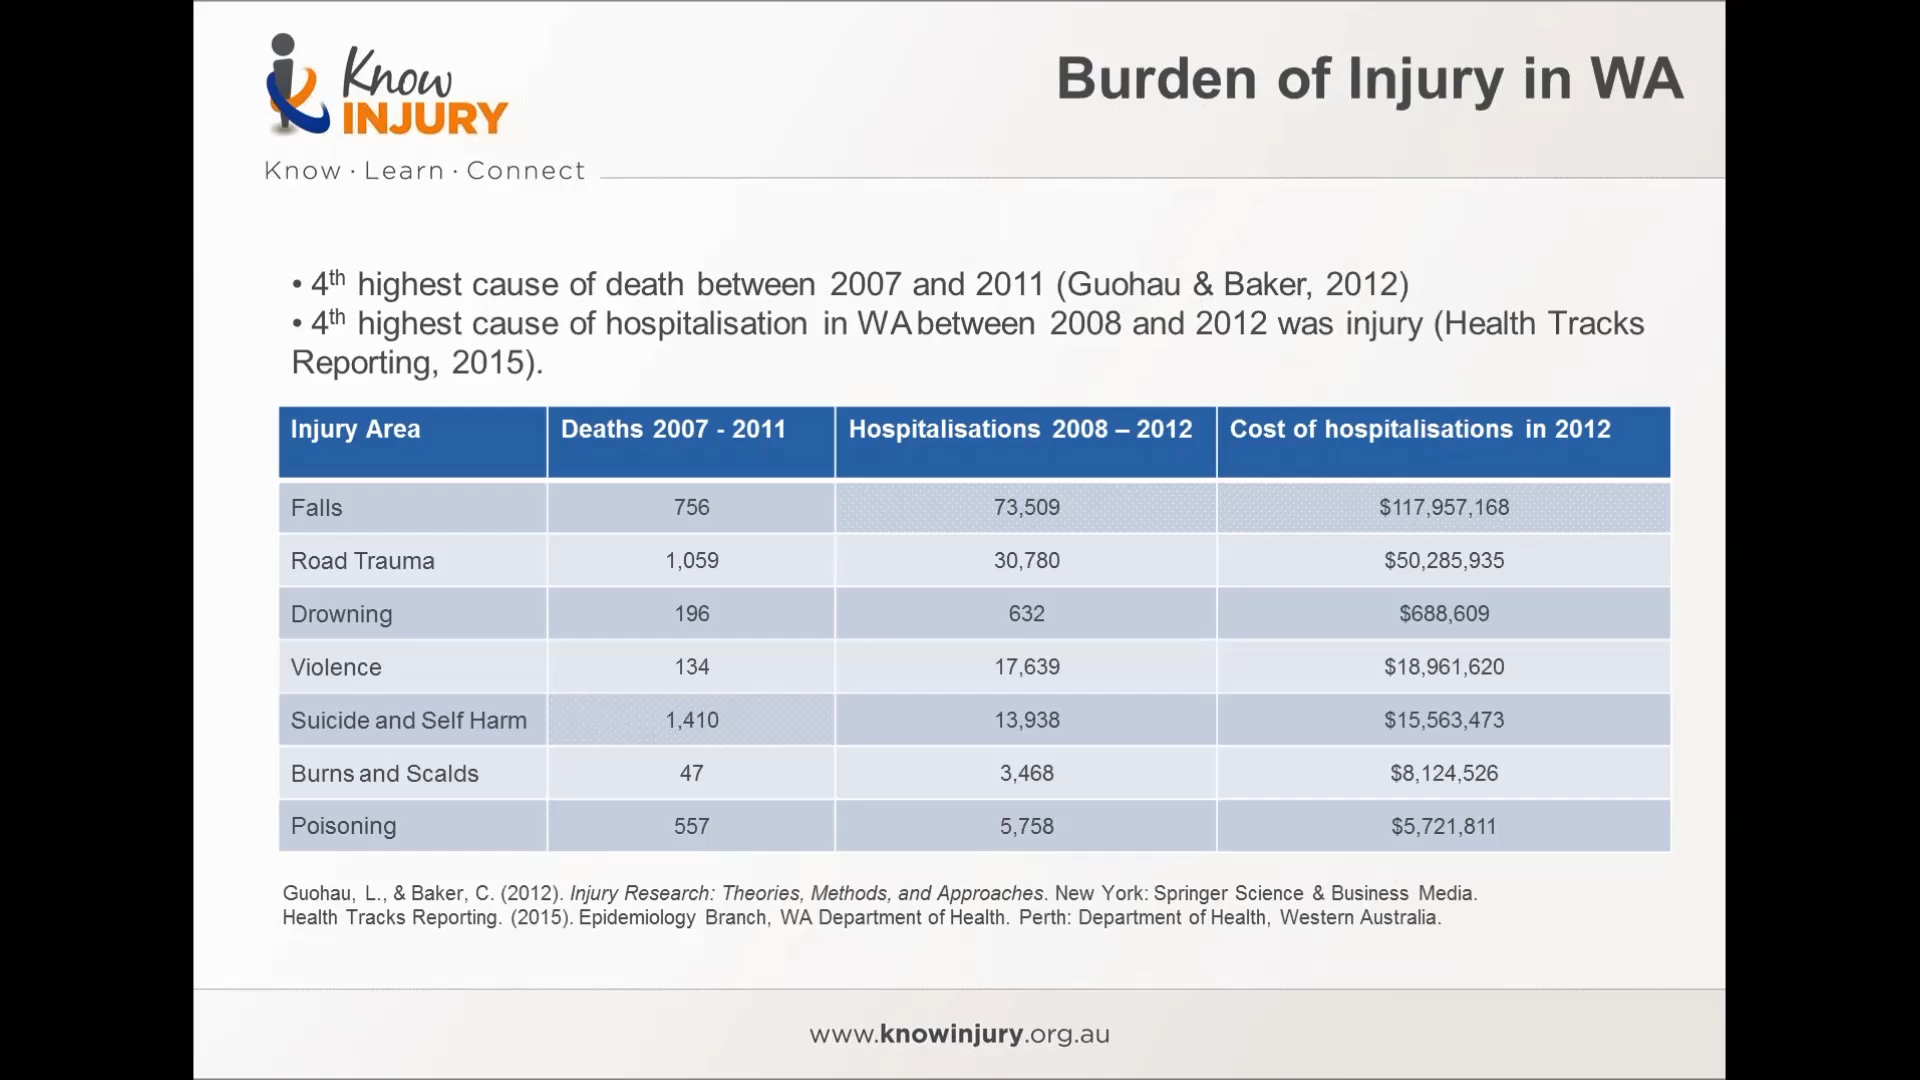 Know
INJURY
Know · Learn · Connect
Burden of Injury in WA
• 4th highest cause of death between 2007 and 2011 (Guohau & Baker, 2012)
• 4th highest cause of hospitalisation in WA between 2008 and 2012 was injury (Health Tracks
Reporting, 2015).
Injury Area Deaths 2007 - 2011 Hospitalisations 2008 – 2012 Cost of hospitalisations in 2012
Falls 756 73,509 $117,957,168
Road Trauma 1,059 30,780 $50,285,935
Drowning 196 632 $688,609
Violence 134 17,639 $18,961,620
Suicide and Self Harm 1,410 13,938 $15,563,473
Burns and Scalds 47 3,468 $8,124,526
Poisoning 557 5,758 $5,721,811
Guohau, L., & Baker, C. (2012). Injury Research: Theories, Methods, and Approaches. New York: Springer Science & Business Media.
Health Tracks Reporting. (2015). Epidemiology Branch, WA Department of Health. Perth: Department of Health, Western Australia.
www.knowinjury.org.au